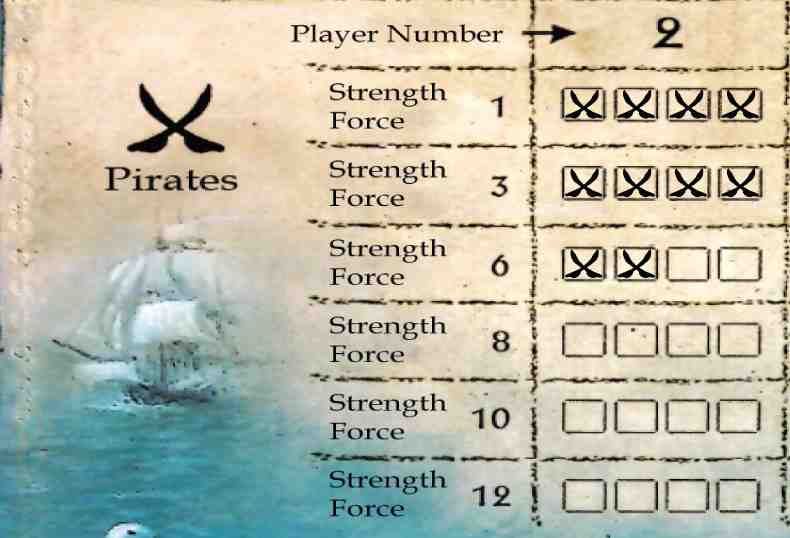 Player Number 2
Strength
Force 1
Pirates
Strength
Force 3
Strength
Force 6
Strength
Force 8
Strength
Force 10
Strength
Force 12